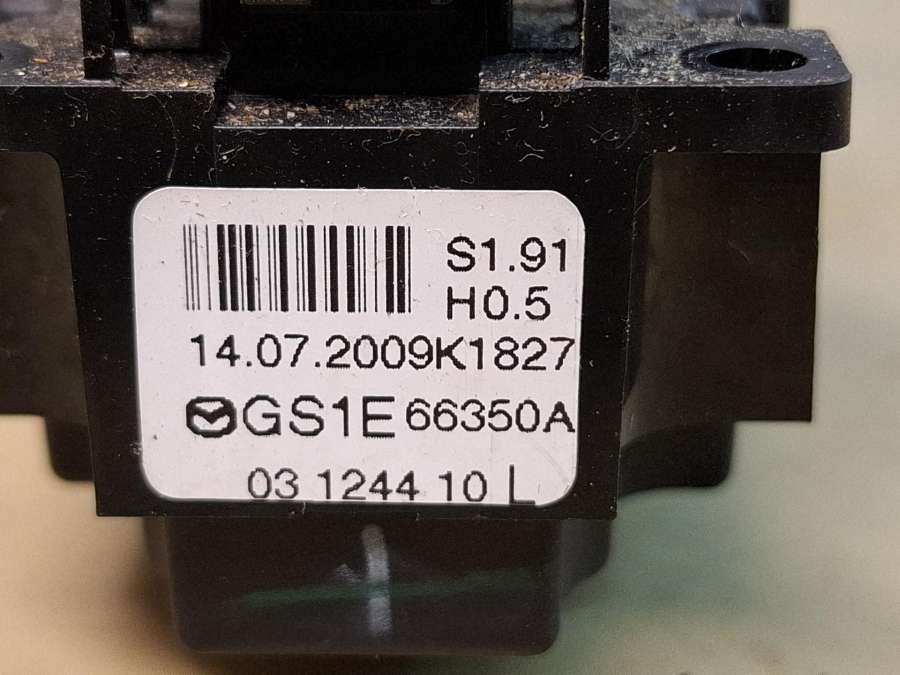 S1.91
H0.5
14.07.2009K1827
GS1E 66350A
03 1244 10 L